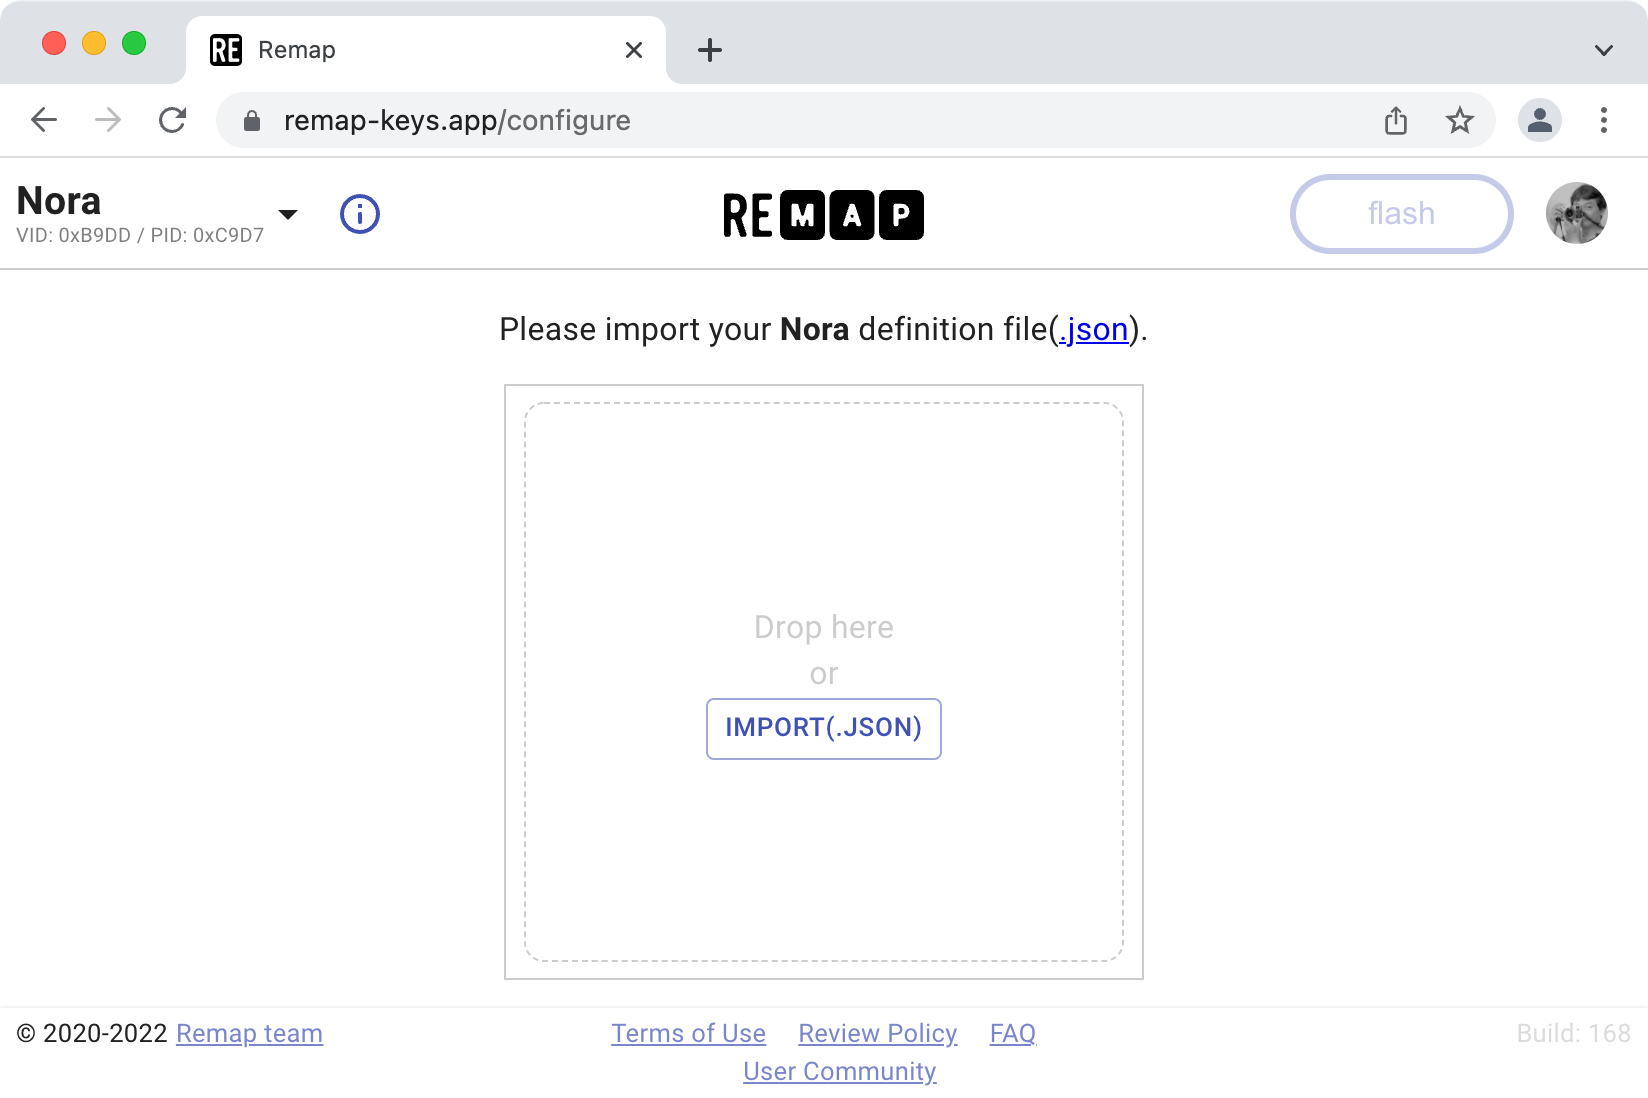 RE Remap
remap-keys.app/configure
Nora
VID: 0xB9DD / PID: 0xC9D7
REMAP
flash
Please import your Nora definition file(.json).
Drop here
or
IMPORT(.JSON)
© 2020-2022 Remap team
Terms of Use Review Policy FAQ
User Community
Build: 168